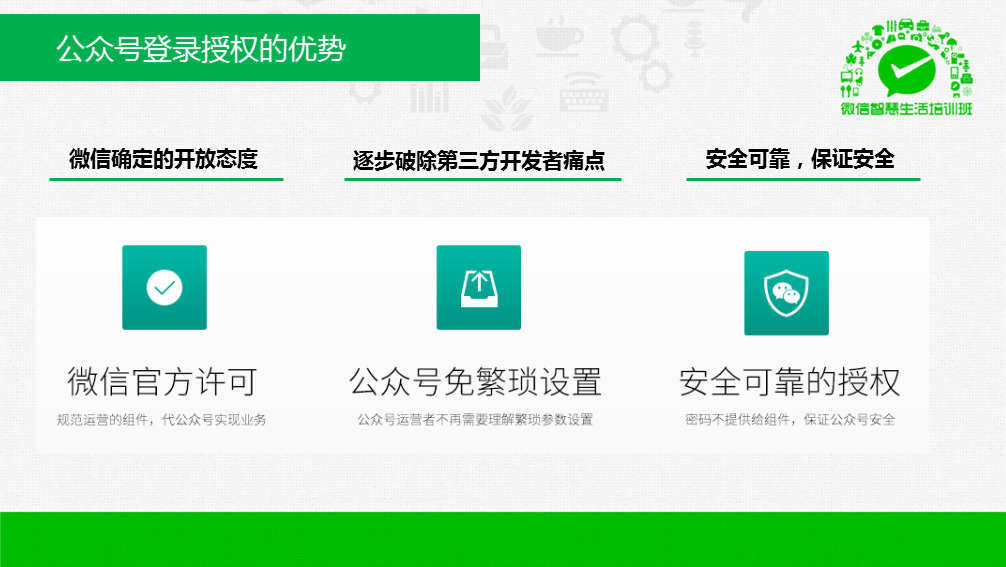 公众号登录授权的优势
微信智慧生活培训班
微信确定的开放态度
逐步破除第三方开发者痛点
安全可靠，保证安全
微信官方许可
公众号免繁琐设置
安全可靠的授权
规范运营的组件，代公众号实现业务
公众号运营者不再需要理解繁琐参数设置
密码不提供给组件，保证公众号安全